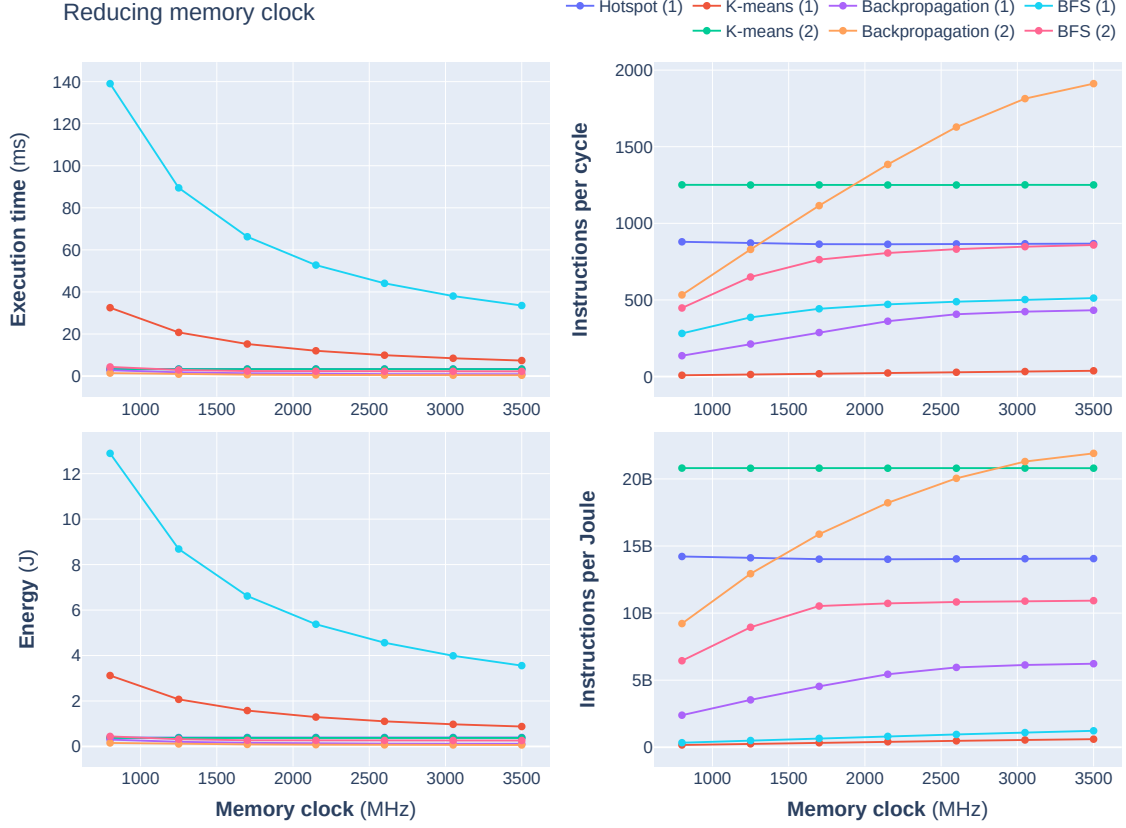 Reducing memory clock
Hotspot (1) K-means (1) Backpropagation (1) BFS (1)
K-means (2) Backpropagation (2) BFS (2)
Execution time (ms)
140
120
100
80
60
40
20
0
1000 1500 2000 2500 3000 3500
Instructions per cycle
2000
1500
1000
500
0
1000 1500 2000 2500 3000 3500
Energy (J)
12
10
8
6
4
2
0
1000 1500 2000 2500 3000 3500
Memory clock (MHz)
Instructions per Joule
20B
15B
10B
5B
0
1000 1500 2000 2500 3000 3500
Memory clock (MHz)